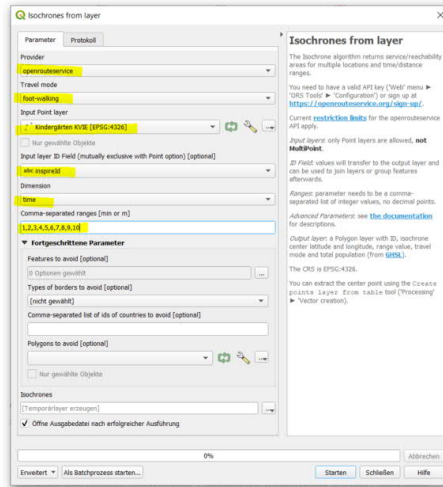 Isochrones from layer
Parameter
Protokoll
Provider
openrouteservice
Travel mode
foot-walking
Input Point layer
Kindergärten KVIE [EPSG:4326]
Nur gewählte Objekte
Input layer ID Field (mutually exclusive with Point option) [optional]
abc inspireId
Dimension
time
Comma-separated ranges [min or m]
1,2,3,4,5,6,7,8,9,10
▼ Fortgeschrittene Parameter
Features to avoid [optional]
0 Optionen gewählt
Types of borders to avoid [optional]
[nicht gewählt]
Comma-separated list of ids of countries to avoid [optional]
Polygons to avoid [optional]
Nur gewählte Objekte
Isochrones
[Temporärlayer erzeugen]
Öffne Ausgabedatei nach erfolgreicher Ausführung
Isochrones from layer
The Isochrone algorithm returns service/reachability
areas for multiple locations and time/distance
ranges.
You need to have a valid API key ('Web' menu ►
'ORS Tools' ► 'Configuration') or sign up at
https://openrouteservice.org/sign-up/.
Current restriction limits for the openrouteservice
API apply.
Input layers: only Point layers are allowed, not
MultiPoint.
ID Field: values will transfer to the output layer and
can be used to join layers or group features
afterwards.
Ranges: parameter needs to be a comma-
separated list of integer values, no decimal points.
Advanced Parameters: see the documentation
for descriptions.
Output layer: a Polygon layer with ID, isochrone
center latitude and longitude, range value, travel
mode and total population (from GHSL).
The CRS is EPSG:4326.
You can extract the center point using the Create
points layer from table tool ('Processing'
► 'Vector creation).
0%
Abbrechen
Erweitert
Als Batchprozess starten...
Starten
Schließen
Hilfe